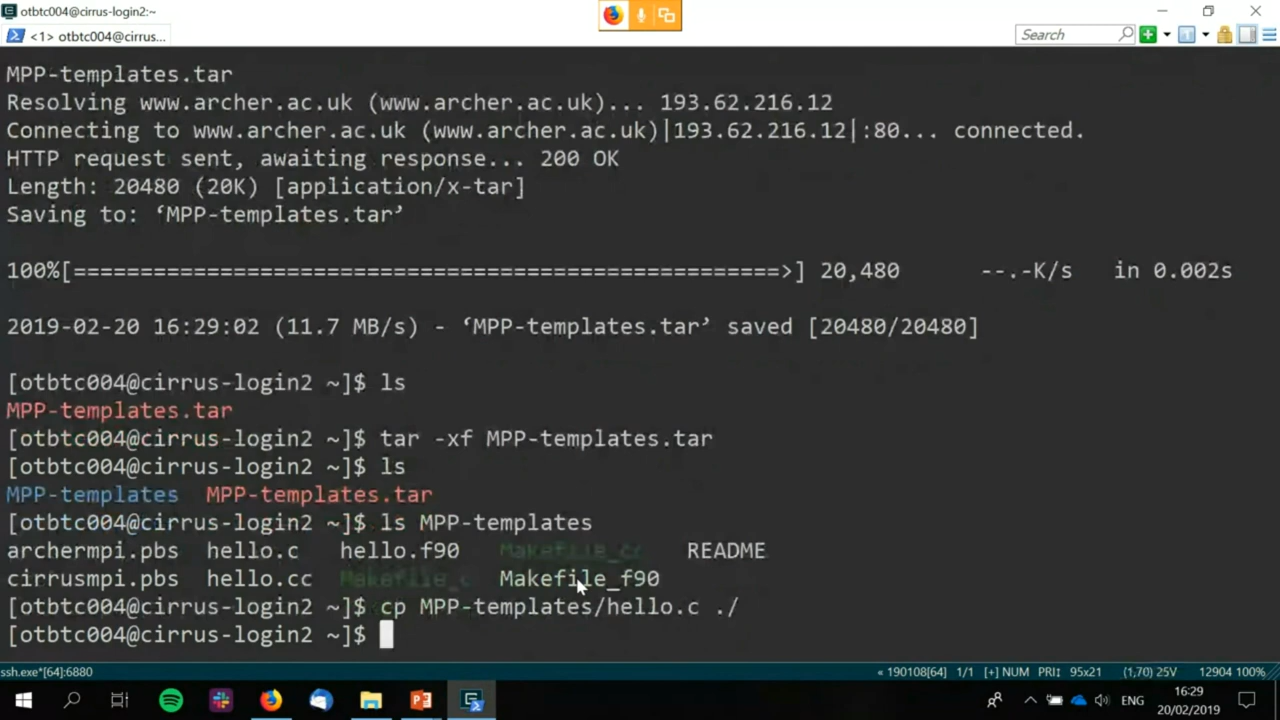 otbtc004@cirrus-login2:~
<1> otbtc004@cirrus...
Search
MPP-templates.tar
Resolving www.archer.ac.uk (www.archer.ac.uk)... 193.62.216.12
Connecting to www.archer.ac.uk (www.archer.ac.uk)|193.62.216.12|:80... connected.
HTTP request sent, awaiting response... 200 OK
Length: 20480 (20K) [application/x-tar]
Saving to: ‘MPP-templates.tar’
100%[=====================================================>] 20,480 --.-K/s in 0.002s
2019-02-20 16:29:02 (11.7 MB/s) - ‘MPP-templates.tar’ saved [20480/20480]
[otbtc004@cirrus-login2 ~]$ ls
MPP-templates.tar
[otbtc004@cirrus-login2 ~]$ tar -xf MPP-templates.tar
[otbtc004@cirrus-login2 ~]$ ls
MPP-templates MPP-templates.tar
[otbtc004@cirrus-login2 ~]$ ls MPP-templates
archermpi.pbs hello.c hello.f90 Makefile_cc README
cirrusmpi.pbs hello.cc Makefile_c Makefile_f90
[otbtc004@cirrus-login2 ~]$ cp MPP-templates/hello.c ./
[otbtc004@cirrus-login2 ~]$
ssh.exe*[64]:6880 « 190108[64] 1/1 [+] NUM PRI↕ 95x21 (1,70) 25V 12904 100%
ENG
16:29
20/02/2019